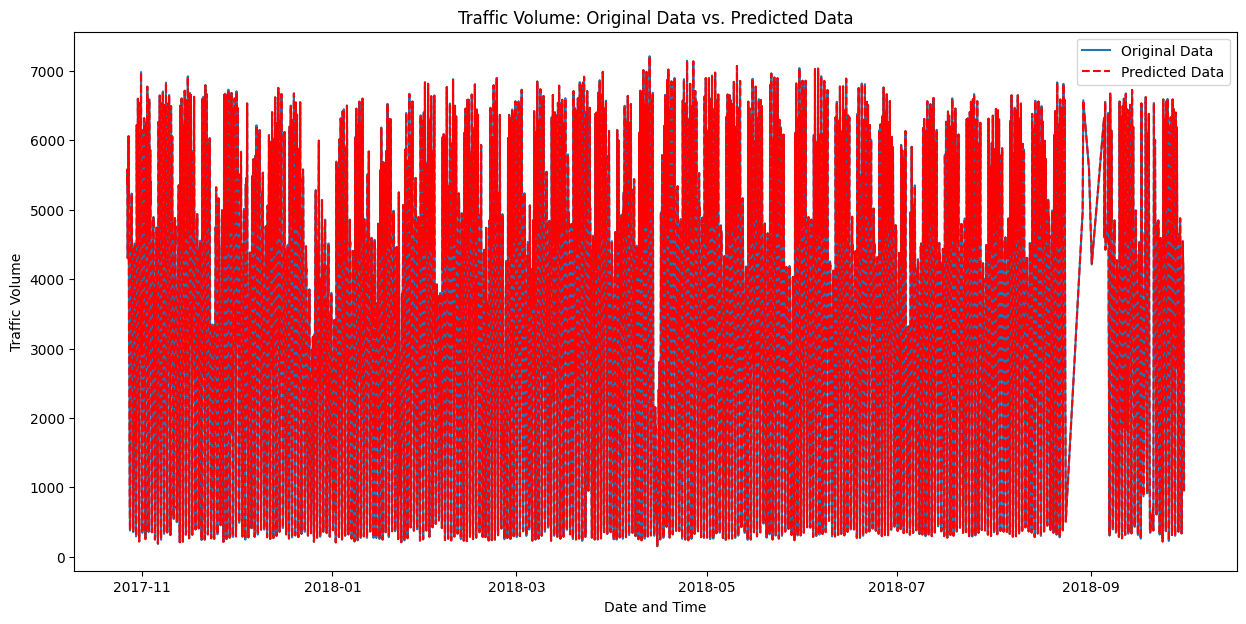 Traffic Volume: Original Data vs. Predicted Data
Original Data
Predicted Data
Traffic Volume
7000
6000
5000
4000
3000
2000
1000
0
2017-11
2018-01
2018-03
2018-05
2018-07
2018-09
Date and Time